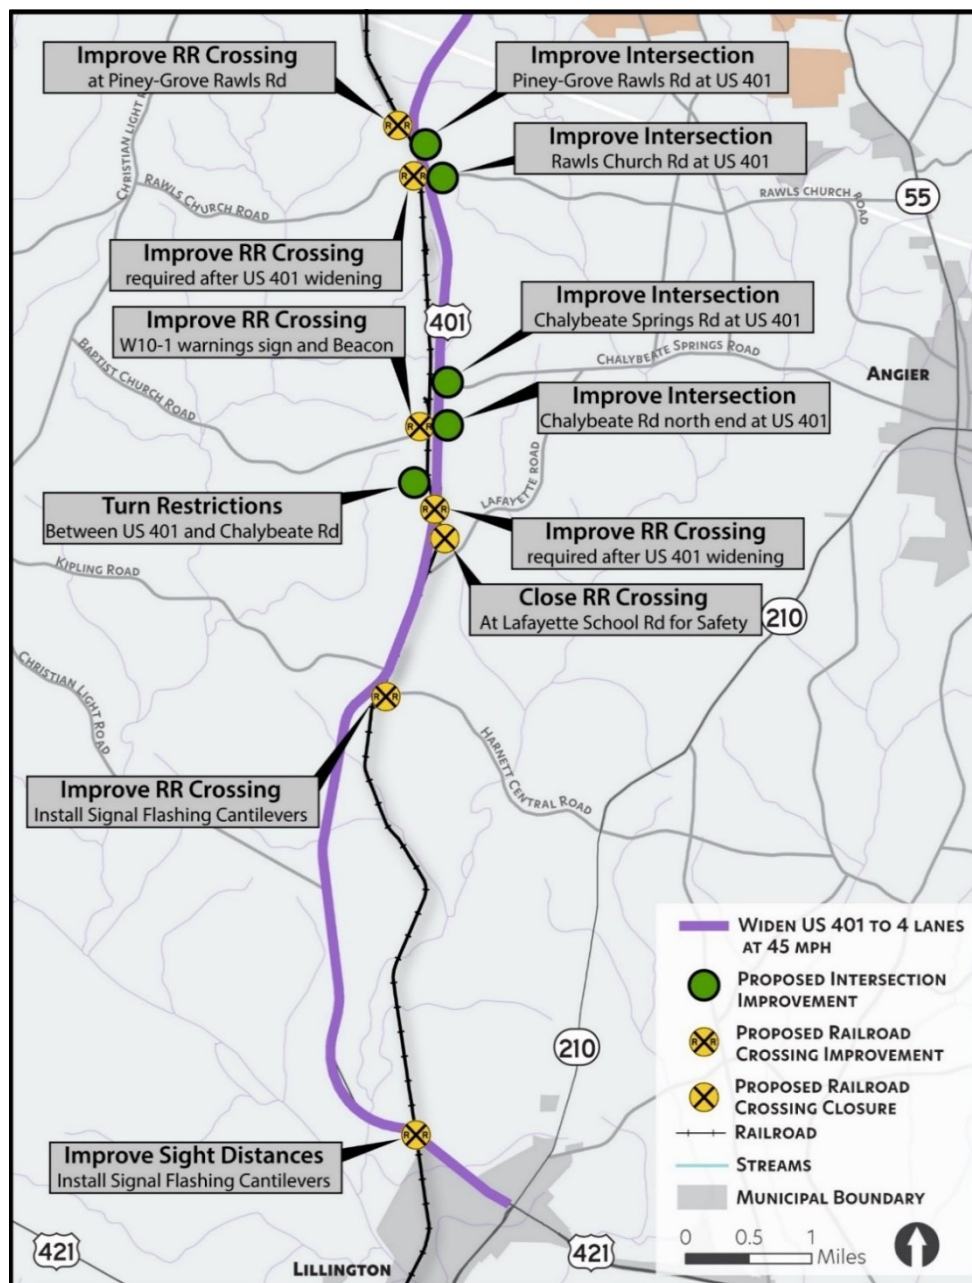 Improve RR Crossing
at Piney-Grove Rawls Rd
Improve Intersection
Piney-Grove Rawls Rd at US 401
Improve Intersection
Rawls Church Rd at US 401
CHRISTIAN LIGHT
RAWLS CHURCH ROAD
RAWLS CHURCH ROAD
55
Improve RR Crossing
required after US 401 widening
Improve RR Crossing
W10-1 warnings sign and Beacon
401
Improve Intersection
Chalybeate Springs Rd at US 401
CHALYBEATE SPRINGS ROAD
ANGIER
Improve Intersection
Chalybeate Rd north end at US 401
BAPTIST CHURCH ROAD
LAFAYETTE ROAD
Turn Restrictions
Between US 401 and Chalybeate Rd
Improve RR Crossing
required after US 401 widening
KIPLING ROAD
Close RR Crossing
At Lafayette School Rd for Safety
210
CHRISTIAN LIGHT ROAD
HARNETT CENTRAL ROAD
Improve RR Crossing
Install Signal Flashing Cantilevers
210
Improve Sight Distances
Install Signal Flashing Cantilevers
421
LILLINGTON
421
WIDEN US 401 TO 4 LANES
AT 45 MPH
PROPOSED INTERSECTION
IMPROVEMENT
R R
PROPOSED RAILROAD
CROSSING IMPROVEMENT
PROPOSED RAILROAD
CROSSING CLOSURE
RAILROAD
STREAMS
MUNICIPAL BOUNDARY
0 0.5 1
Miles